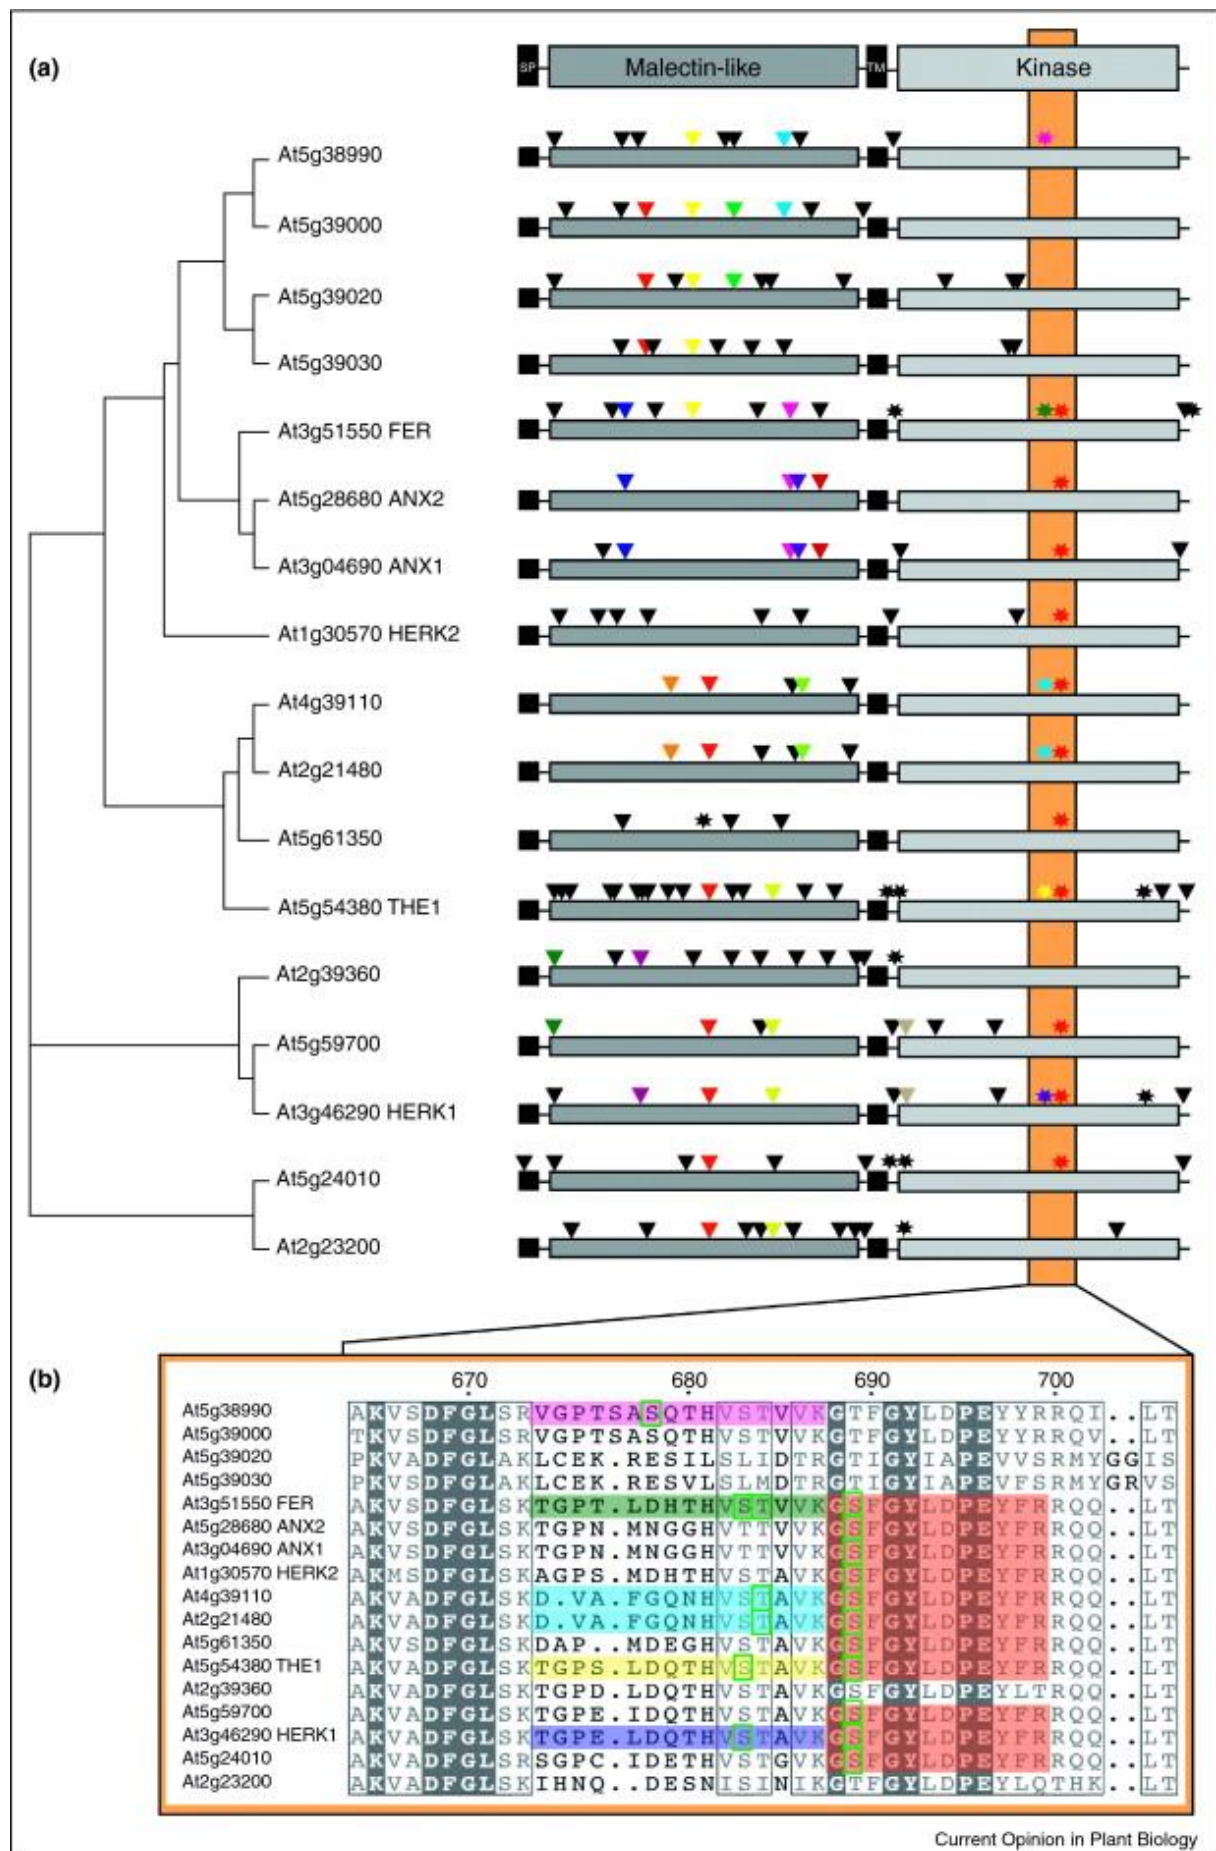 (a)
SP Malectin-like TM Kinase
At5g38990
At5g39000
At5g39020
At5g39030
At3g51550 FER
At5g28680 ANX2
At3g04690 ANX1
At1g30570 HERK2
At4g39110
At2g21480
At5g61350
At5g54380 THE1
At2g39360
At5g59700
At3g46290 HERK1
At5g24010
At2g23200
(b)
670 680 690 700
At5g38990 AKVSDFGLSRVGPTSASQTHVSTVVKGTFGYLDPEYYRRQI..LT
At5g39000 TKVSDFGLSRVGPTSASQTHVSTVVKGTFGYLDPEYYRRQV..LT
At5g39020 PKVSDFGLAKLCEK.RESILSLIDTRGTIGYIAPEVVSRMYGGIS
At5g39030 PKVSDFGLAKLCEK.RESVLSLMDTRGTIGYIAPEVFSRMYGRVS
At3g51550 FER AKVSDFGLSKTGPT.LDHTHVSTVVKGSFGYLDPEYFRRQQ..LT
At5g28680 ANX2 AKVSDFGLSKTGPN.MNGGHVTTVVKGSFGYLDPEYFRRQQ..LT
At3g04690 ANX1 AKVSDFGLSKTGPN.MNGGHVTTVVKGSFGYLDPEYFRRQQ..LT
At1g30570 HERK2 AKMSDFGLSKAGPS.MDHTHVSTAVKGSFGYLDPEYFRRQQ..LT
At4g39110 AKVADFGLSKD.VA.FGQNHVSTAVKGSFGYLDPEYFRRQQ..LT
At2g21480 AKVADFGLSKD.VA.FGQNHVSTAVKGSFGYLDPEYFRRQQ..LT
At5g61350 AKVADFGLSKDAP..MDEGHVSTAVKGSFGYLDPEYFRRQQ..LT
At5g54380 THE1 AKVADFGLSKTGPS.LDQTHVSTAVKGSFGYLDPEYFRRQQ..LT
At2g39360 AKVADFGLSKTGPD.LDQTHVSTAVKGSFGYLDPEYLTRQQ..LT
At5g59700 AKVADFGLSKTGPE.IDQTHVSTAVKGSFGYLDPEYFRRQQ..LT
At3g46290 HERK1 AKVADFGLSKTGPE.LDQTHVSTAVKGSFGYLDPEYFRRQQ..LT
At5g24010 AKVADFGLSRSGPC.IDETHVSTGVKGSFGYLDPEYFRRQQ..LT
At2g23200 AKVADFGLSKIHNQ..DESNISINIKGTFGYLDPEYLQTHK..LT
Current Opinion in Plant Biology